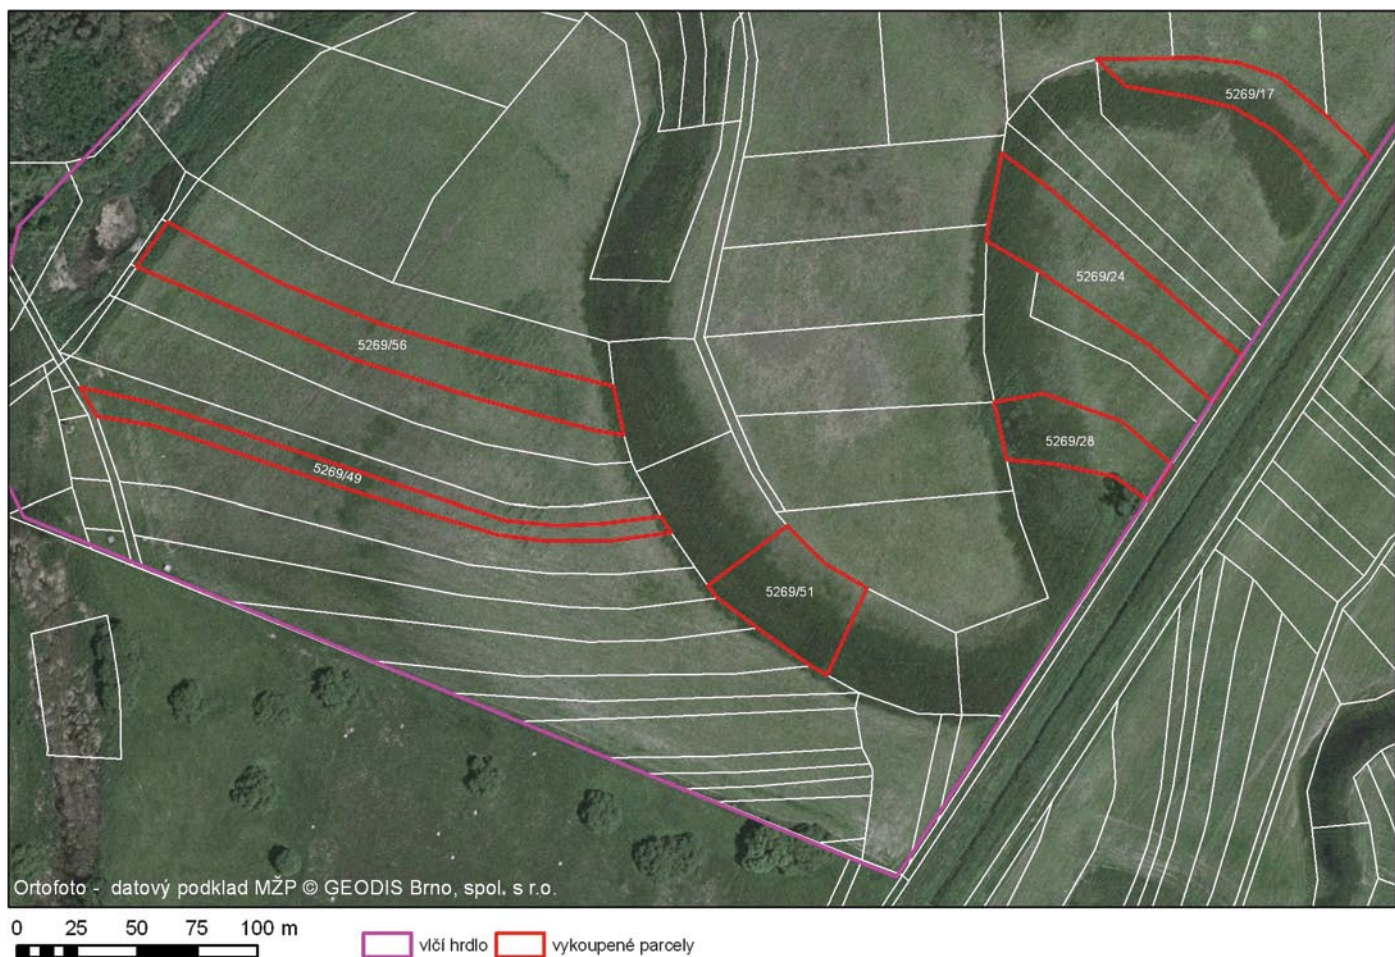 5269/17
5269/24
5269/56
5269/28
5269/49
5269/51
Ortofoto - datový podklad MŽP © GEODIS Brno, spol. s r.o.
0 25 50 75 100 m
vlčí hrdlo vykoupené parcely